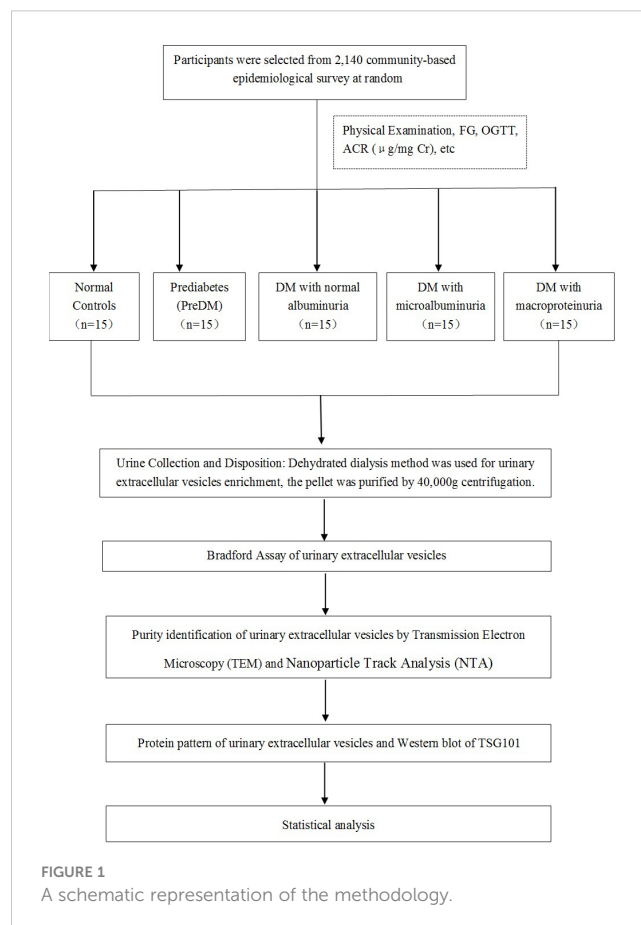 Participants were selected from 2,140 community-based
epidemiological survey at random
Physical Examination, FG, OGTT,
ACR (μg/mg Cr), etc
Normal
Controls
（n=15）
Prediabetes
(PreDM)
（n=15）
DM with normal
albuminuria
（n=15）
DM with
microalbuminuria
（n=15）
DM with
macroproteinuria
（n=15）
Urine Collection and Disposition: Dehydrated dialysis method was used for urinary
extracellular vesicles enrichment, the pellet was purified by 40,000g centrifugation.
Bradford Assay of urinary extracellular vesicles
Purity identification of urinary extracellular vesicles by Transmission Electron
Microscopy (TEM) and Nanoparticle Track Analysis (NTA)
Protein pattern of urinary extracellular vesicles and Western blot of TSG101
Statistical analysis
FIGURE 1
A schematic representation of the methodology.